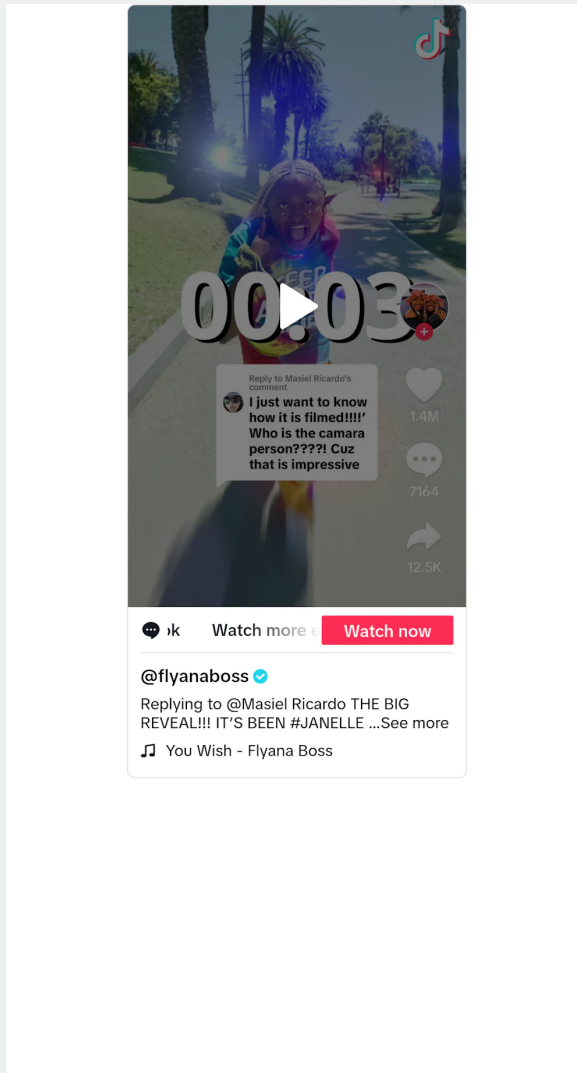 00:03
Reply to Masiel Ricardo's
comment
I just want to know
how it is filmed!!!!'
Who is the camara
person????! Cuz
that is impressive
1.4M
7164
12.5K
Watch more
Watch now
@flyanaboss
Replying to @Masiel Ricardo THE BIG
REVEAL!!! IT'S BEEN #JANELLE ...See more
You Wish - Flyana Boss